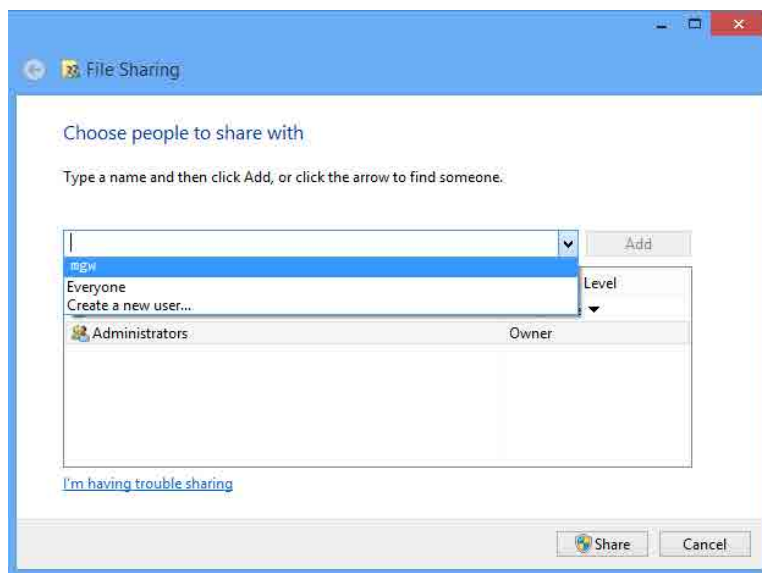 File Sharing
Choose people to share with
Type a name and then click Add, or click the arrow to find someone.
Add
mgw
Everyone
Level
Create a new user...
Administrators Owner
I'm having trouble sharing
Share Cancel